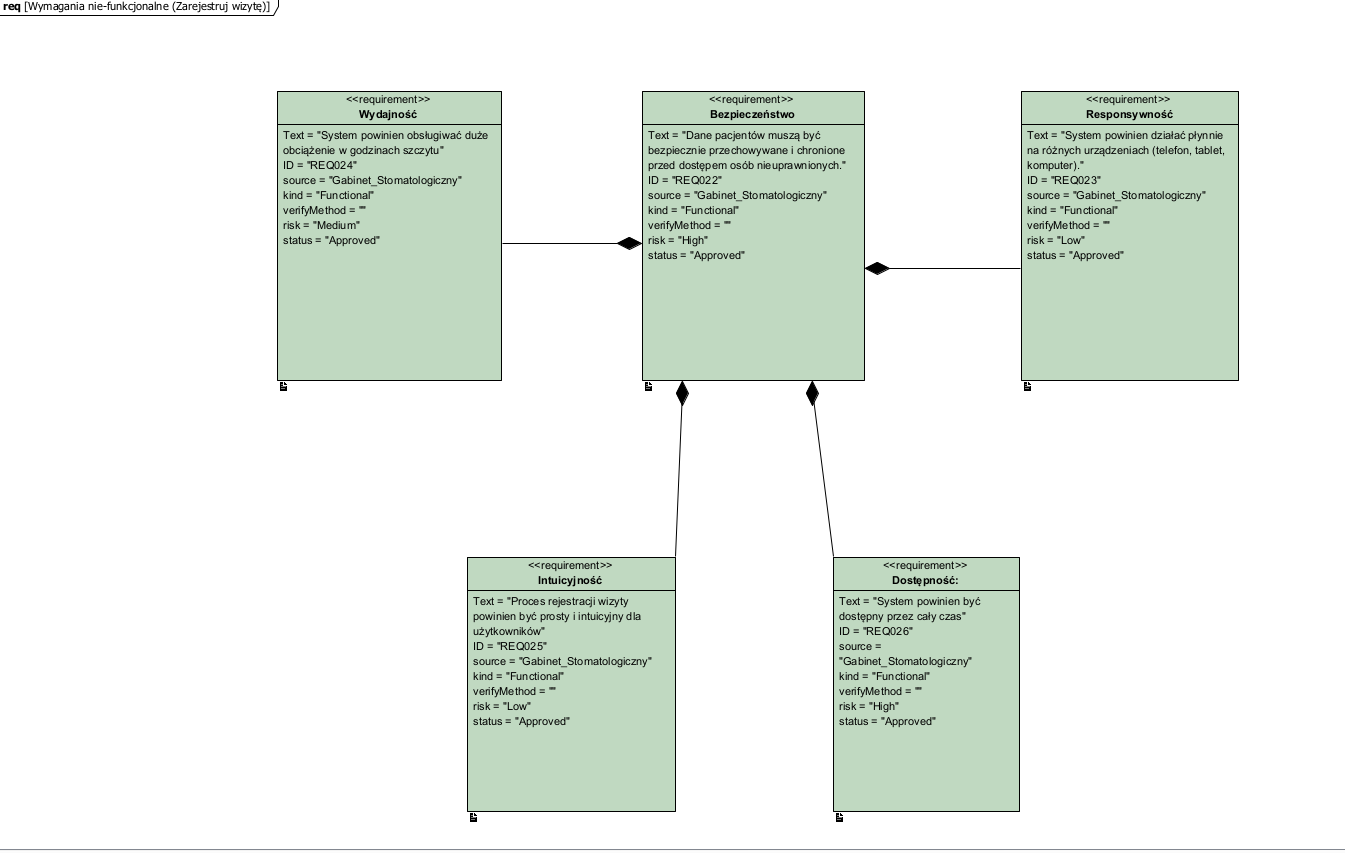 req [Wymagania nie-funkcjonalne (Zarejestruj wizytę)]
<<requirement>>
Wydajność
Text = "System powinien obsługiwać duże
obciążenie w godzinach szczytu"
ID = "REQ024"
source = "Gabinet_Stomatologiczny"
kind = "Functional"
verifyMethod = ""
risk = "Medium"
status = "Approved"
<<requirement>>
Bezpieczeństwo
Text = "Dane pacjentów muszą być
bezpiecznie przechowywane i chronione
przed dostępem osób nieuprawnionych."
ID = "REQ022"
source = "Gabinet_Stomatologiczny"
kind = "Functional"
verifyMethod = ""
risk = "High"
status = "Approved"
<<requirement>>
Responsywność
Text = "System powinien działać płynnie
na różnych urządzeniach (telefon, tablet,
komputer)."
ID = "REQ023"
source = "Gabinet_Stomatologiczny"
kind = "Functional"
verifyMethod = ""
risk = "Low"
status = "Approved"
<<requirement>>
Intuicyjność
Text = "Proces rejestracji wizyty
powinien być prosty i intuicyjny dla
użytkowników"
ID = "REQ025"
source = "Gabinet_Stomatologiczny"
kind = "Functional"
verifyMethod = ""
risk = "Low"
status = "Approved"
<<requirement>>
Dostępność:
Text = "System powinien być
dostępny przez cały czas"
ID = "REQ026"
source =
"Gabinet_Stomatologiczny"
kind = "Functional"
verifyMethod = ""
risk = "High"
status = "Approved"